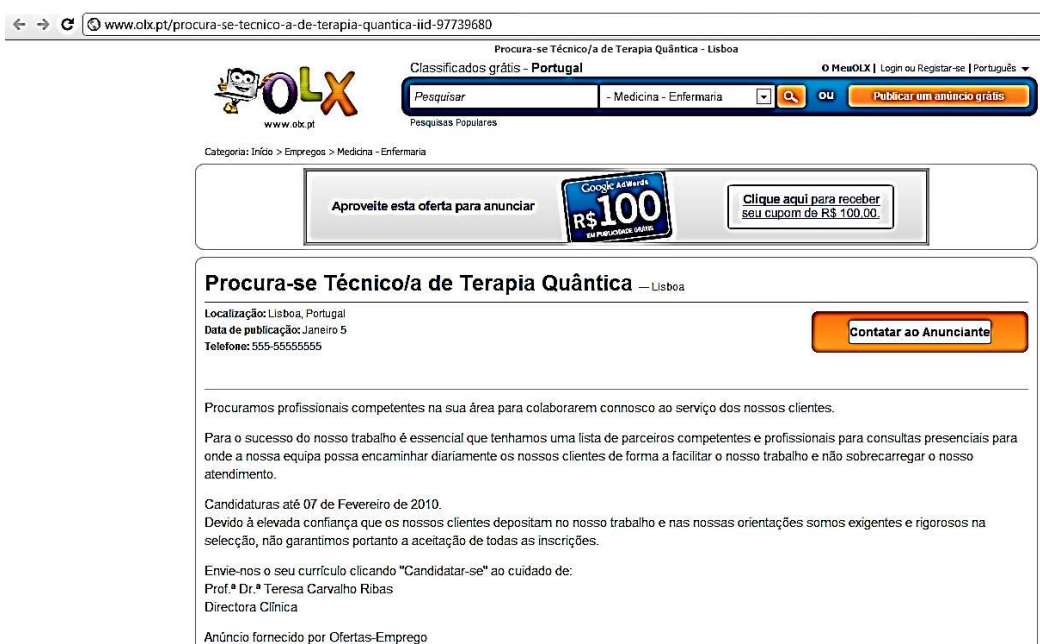 www.olx.pt/procura-se-tecnico-a-de-terapia-quantica-iid-97739680
Procura-se Técnico/a de Terapia Quântica - Lisboa
OLX
www.olx.pt
Classificados grátis - Portugal
O MeuOLX | Login ou Registar-se | Português
Pesquisar
- Medicina - Enfermaria
ou
Publicar um anúncio grátis
Pesquisas Populares
Categoria: Início > Empregos > Medicina - Enfermaria
Aproveite esta oferta para anunciar
Google AdWords
R$100
EM PUBLICIDADE GRÁTIS
Clique aqui para receber
seu cupom de R$ 100,00.
Procura-se Técnico/a de Terapia Quântica — Lisboa
Localização: Lisboa, Portugal
Data de publicação: Janeiro 5
Telefone: 555-55555555
Contatar ao Anunciante
Procuramos profissionais competentes na sua área para colaborarem connosco ao serviço dos nossos clientes.
Para o sucesso do nosso trabalho é essencial que tenhamos uma lista de parceiros competentes e profissionais para consultas presenciais para
onde a nossa equipa possa encaminhar diariamente os nossos clientes de forma a facilitar o nosso trabalho e não sobrecarregar o nosso
atendimento.
Candidaturas até 07 de Fevereiro de 2010.
Devido à elevada confiança que os nossos clientes depositam no nosso trabalho e nas nossas orientações somos exigentes e rigorosos na
selecção, não garantimos portanto a aceitação de todas as inscrições.
Envie-nos o seu currículo clicando "Candidatar-se" ao cuidado de:
Prof.ª Dr.ª Teresa Carvalho Ribas
Directora Clínica
Anúncio fornecido por Ofertas-Emprego